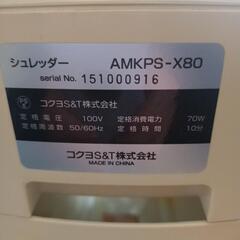 シュレッダー AMKPS-X80
serial No. 151000916
PSE コクヨS&T株式会社
定格電圧 100V 定格消費電力 70W
定格周波数 50/60Hz 定格時間 10分
コクヨS&T株式会社
MADE IN CHINA